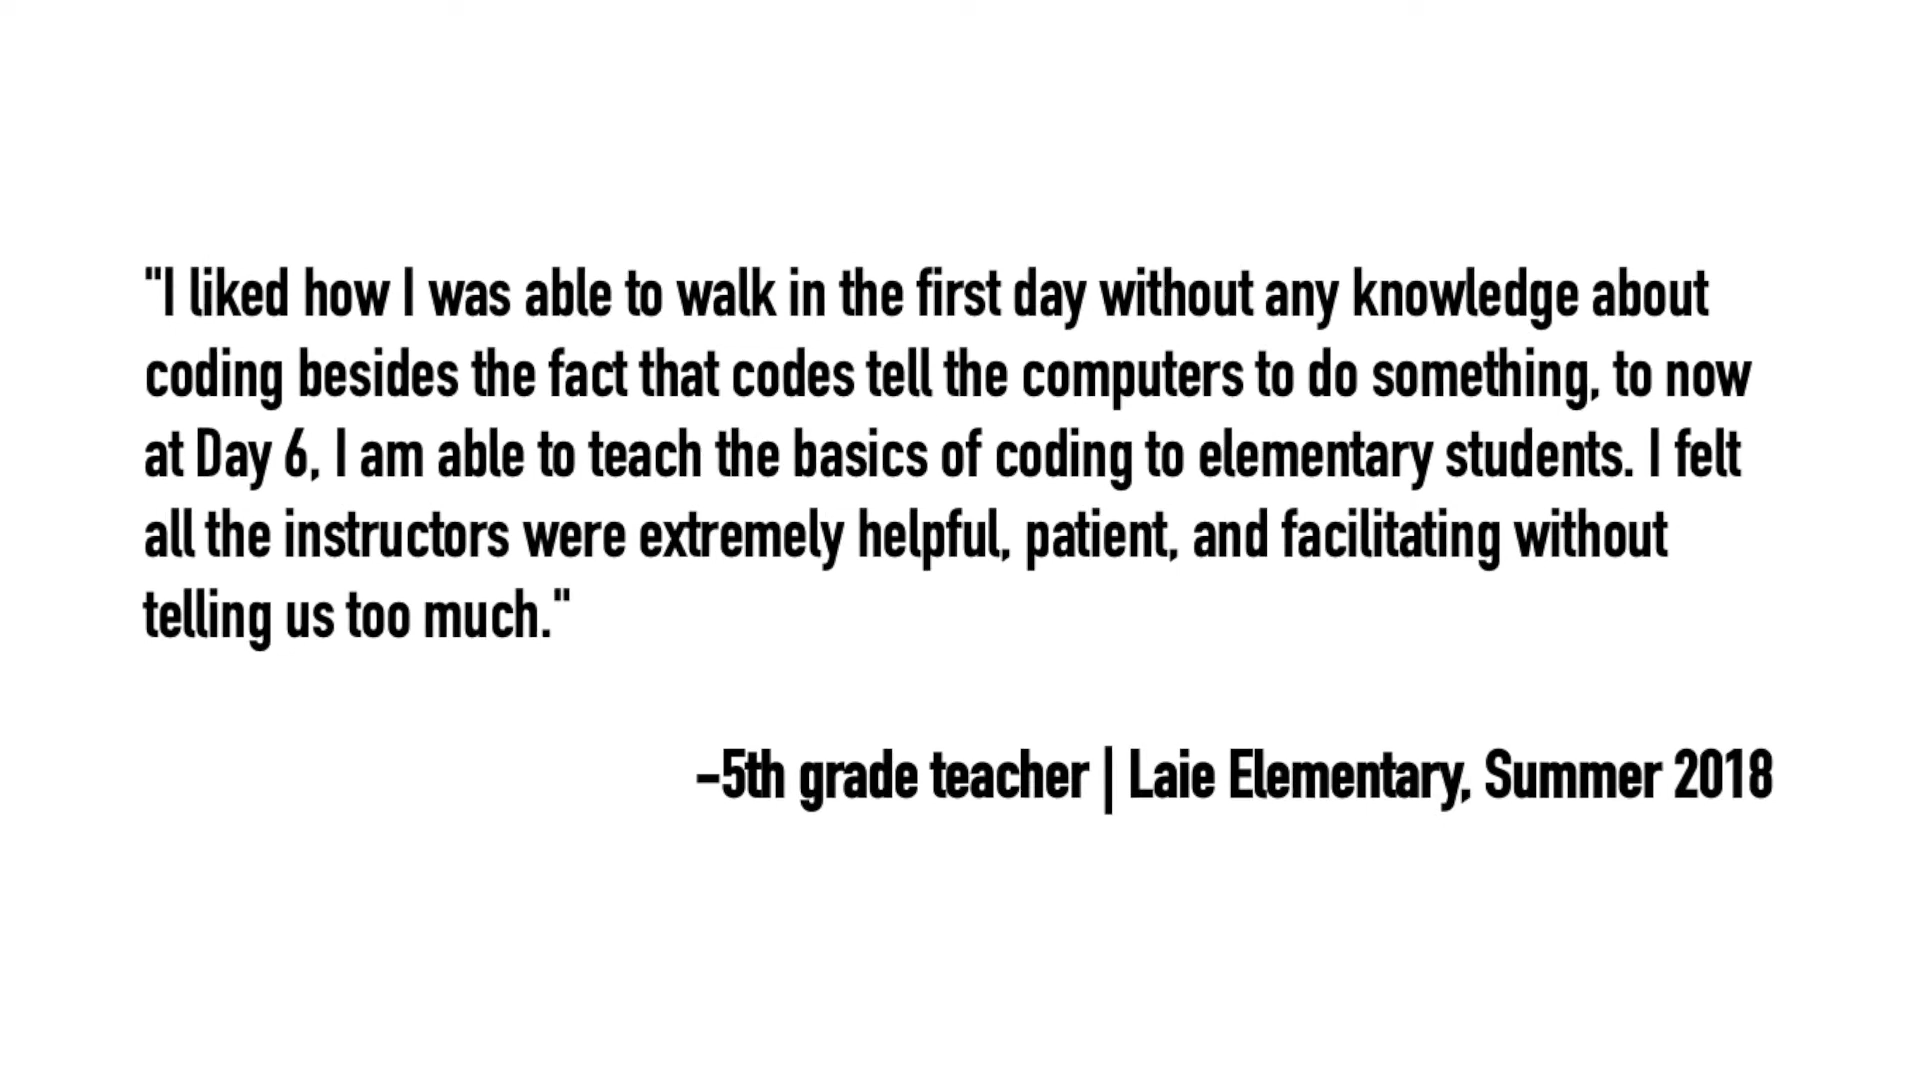 "I liked how I was able to walk in the first day without any knowledge about
coding besides the fact that codes tell the computers to do something, to now
at Day 6, I am able to teach the basics of coding to elementary students. I felt
all the instructors were extremely helpful, patient, and facilitating without
telling us too much."
–5th grade teacher | Laie Elementary, Summer 2018